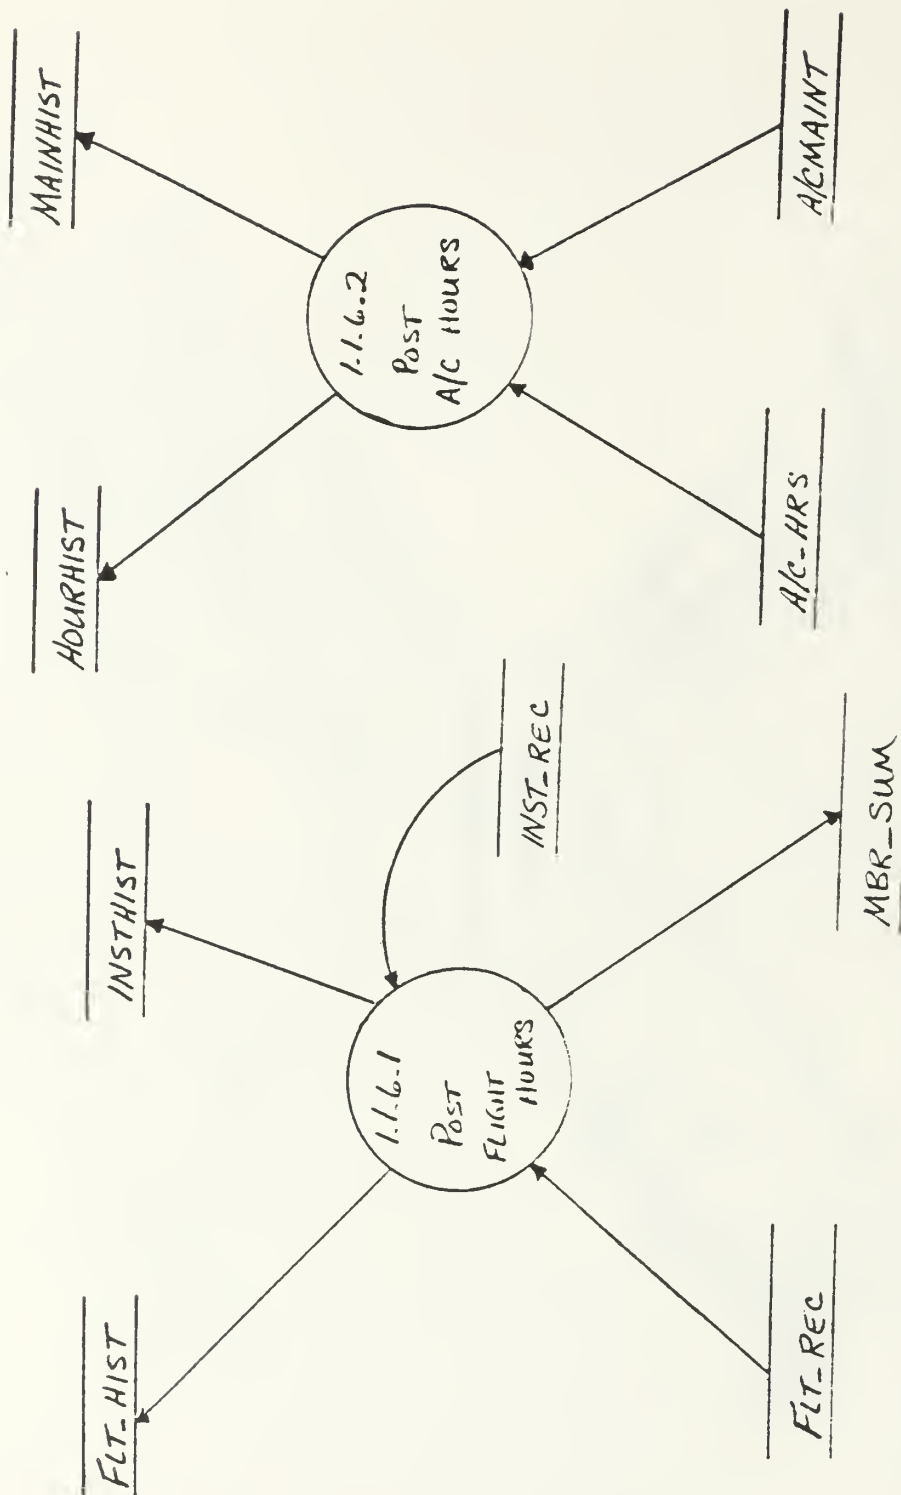 FLT_HIST
INSTHIST
HOURHIST
MAINHIST
1.1.6.1
POST
FLIGHT
HOURS
INST_REC
1.1.6.2
POST
A/C HOURS
FLT_REC
MBR_SUM
A/C-HRS
A/CMAINT